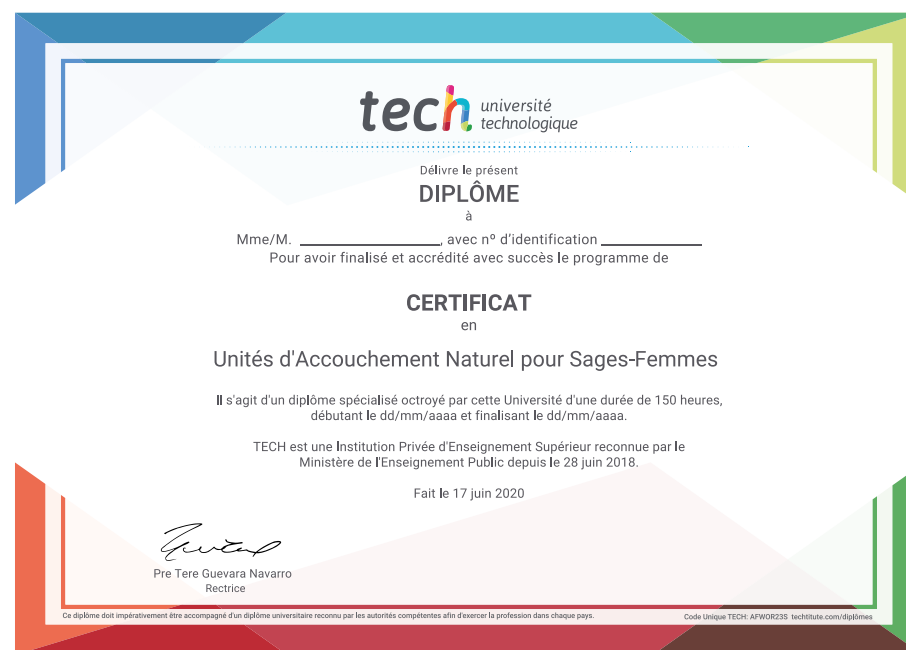 tech université
technologique
Délivre le présent
DIPLÔME
à
Mme/M. ____________________, avec nº d'identification ______________
Pour avoir finalisé et accrédité avec succès le programme de
CERTIFICAT
en
Unités d'Accouchement Naturel pour Sages-Femmes
Il s'agit d'un diplôme spécialisé octroyé par cette Université d'une durée de 150 heures,
débutant le dd/mm/aaaa et finalisant le dd/mm/aaaa.
TECH est une Institution Privée d'Enseignement Supérieur reconnue par le
Ministère de l'Enseignement Public depuis le 28 juin 2018.
Fait le 17 juin 2020
Pre Tere Guevara Navarro
Rectrice
Ce diplôme doit impérativement être accompagné d'un diplôme universitaire reconnu par les autorités compétentes afin d'exercer la profession dans chaque pays.
Code Unique TECH: AFWOR23S techtitute.com/diplômes